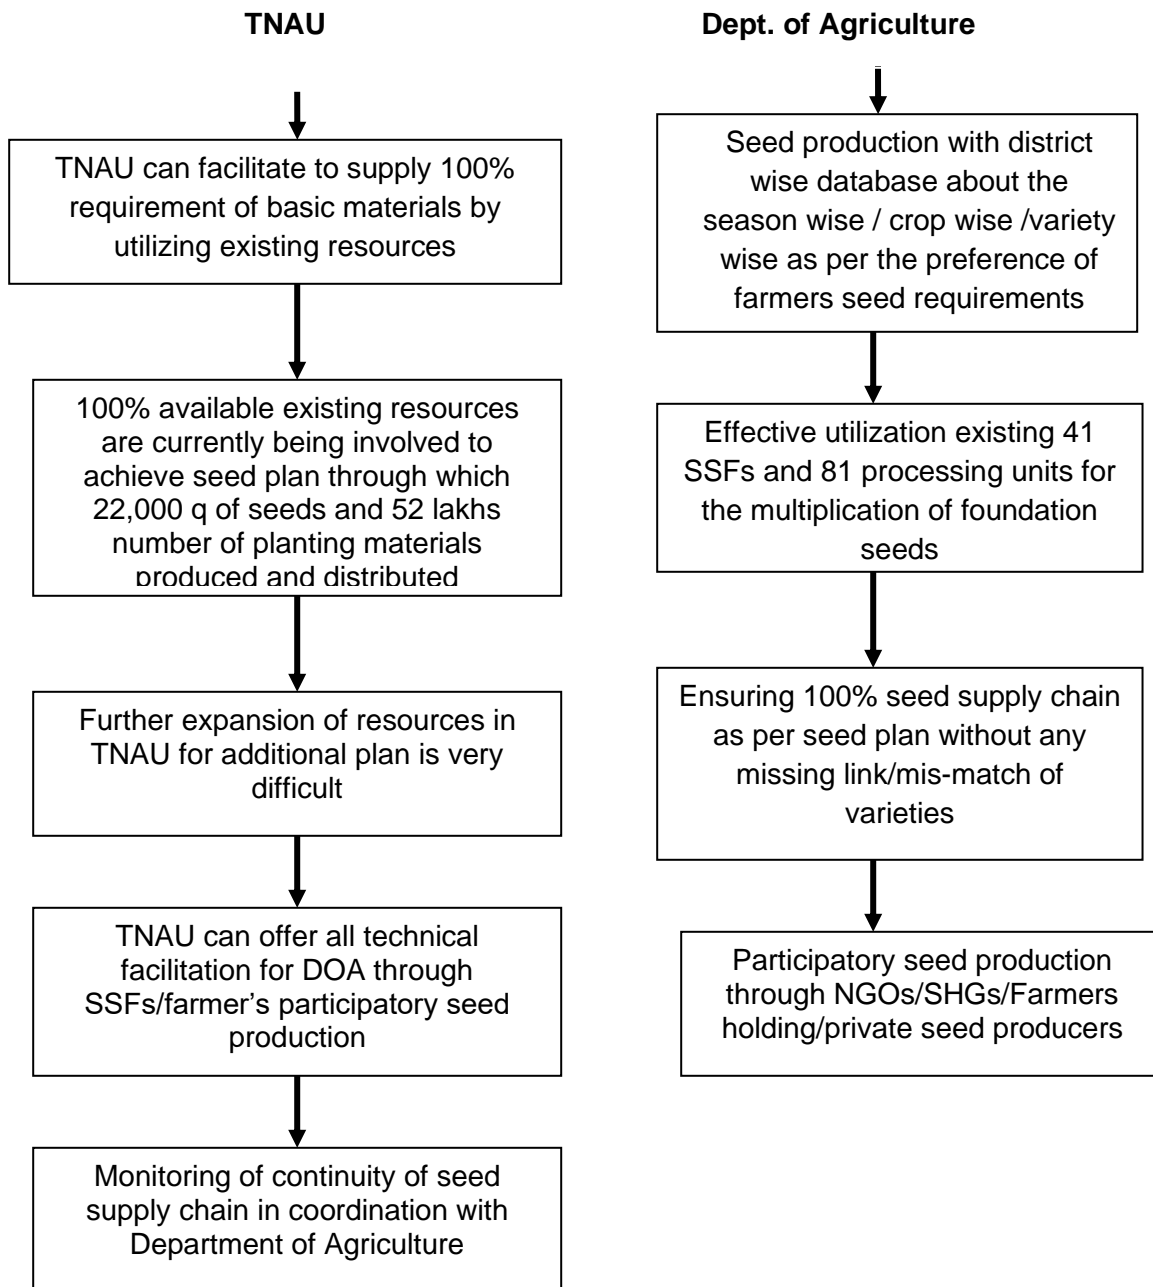 TNAU
TNAU can facilitate to supply 100%
requirement of basic materials by
utilizing existing resources
100% available existing resources
are currently being involved to
achieve seed plan through which
22,000 q of seeds and 52 lakhs
number of planting materials
produced and distributed
Further expansion of resources in
TNAU for additional plan is very
difficult
TNAU can offer all technical
facilitation for DOA through
SSFs/farmer’s participatory seed
production
Monitoring of continuity of seed
supply chain in coordination with
Department of Agriculture
Dept. of Agriculture
Seed production with district
wise database about the
season wise / crop wise /variety
wise as per the preference of
farmers seed requirements
Effective utilization existing 41
SSFs and 81 processing units for
the multiplication of foundation
seeds
Ensuring 100% seed supply chain
as per seed plan without any
missing link/mis-match of
varieties
Participatory seed production
through NGOs/SHGs/Farmers
holding/private seed producers